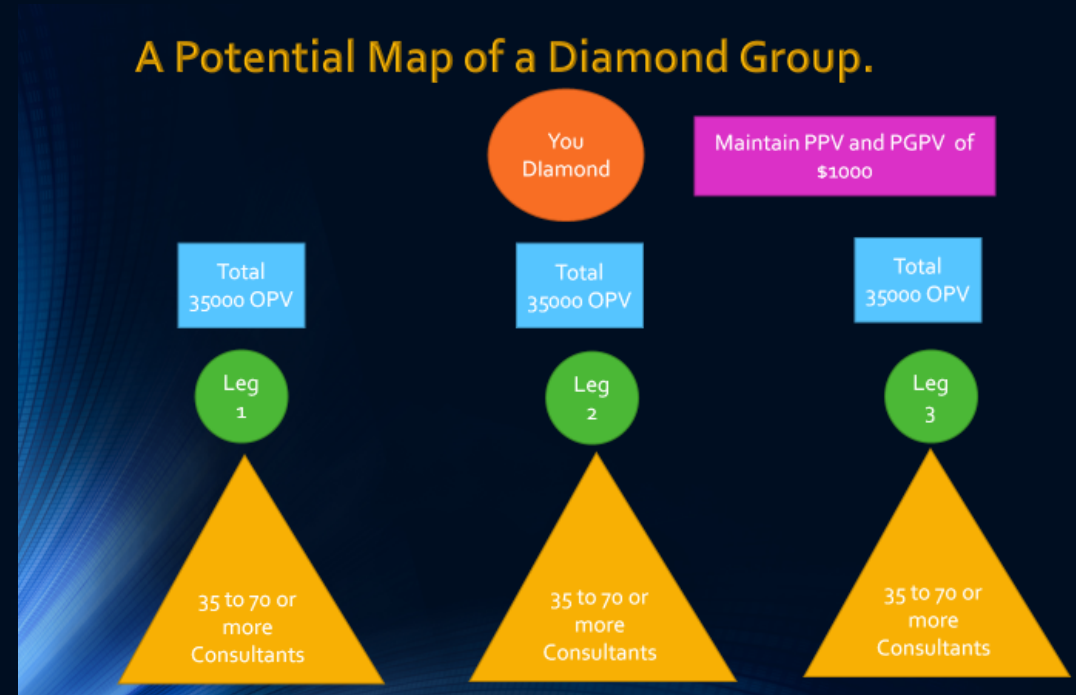 A Potential Map of a Diamond Group.
You
DIamond
Maintain PPV and PGPV of
$1000
Total
35000 OPV
Total
35000 OPV
Total
35000 OPV
Leg
1
Leg
2
Leg
3
35 to 70 or
more
Consultants
35 to 70 or
more
Consultants
35 to 70 or
more
Consultants